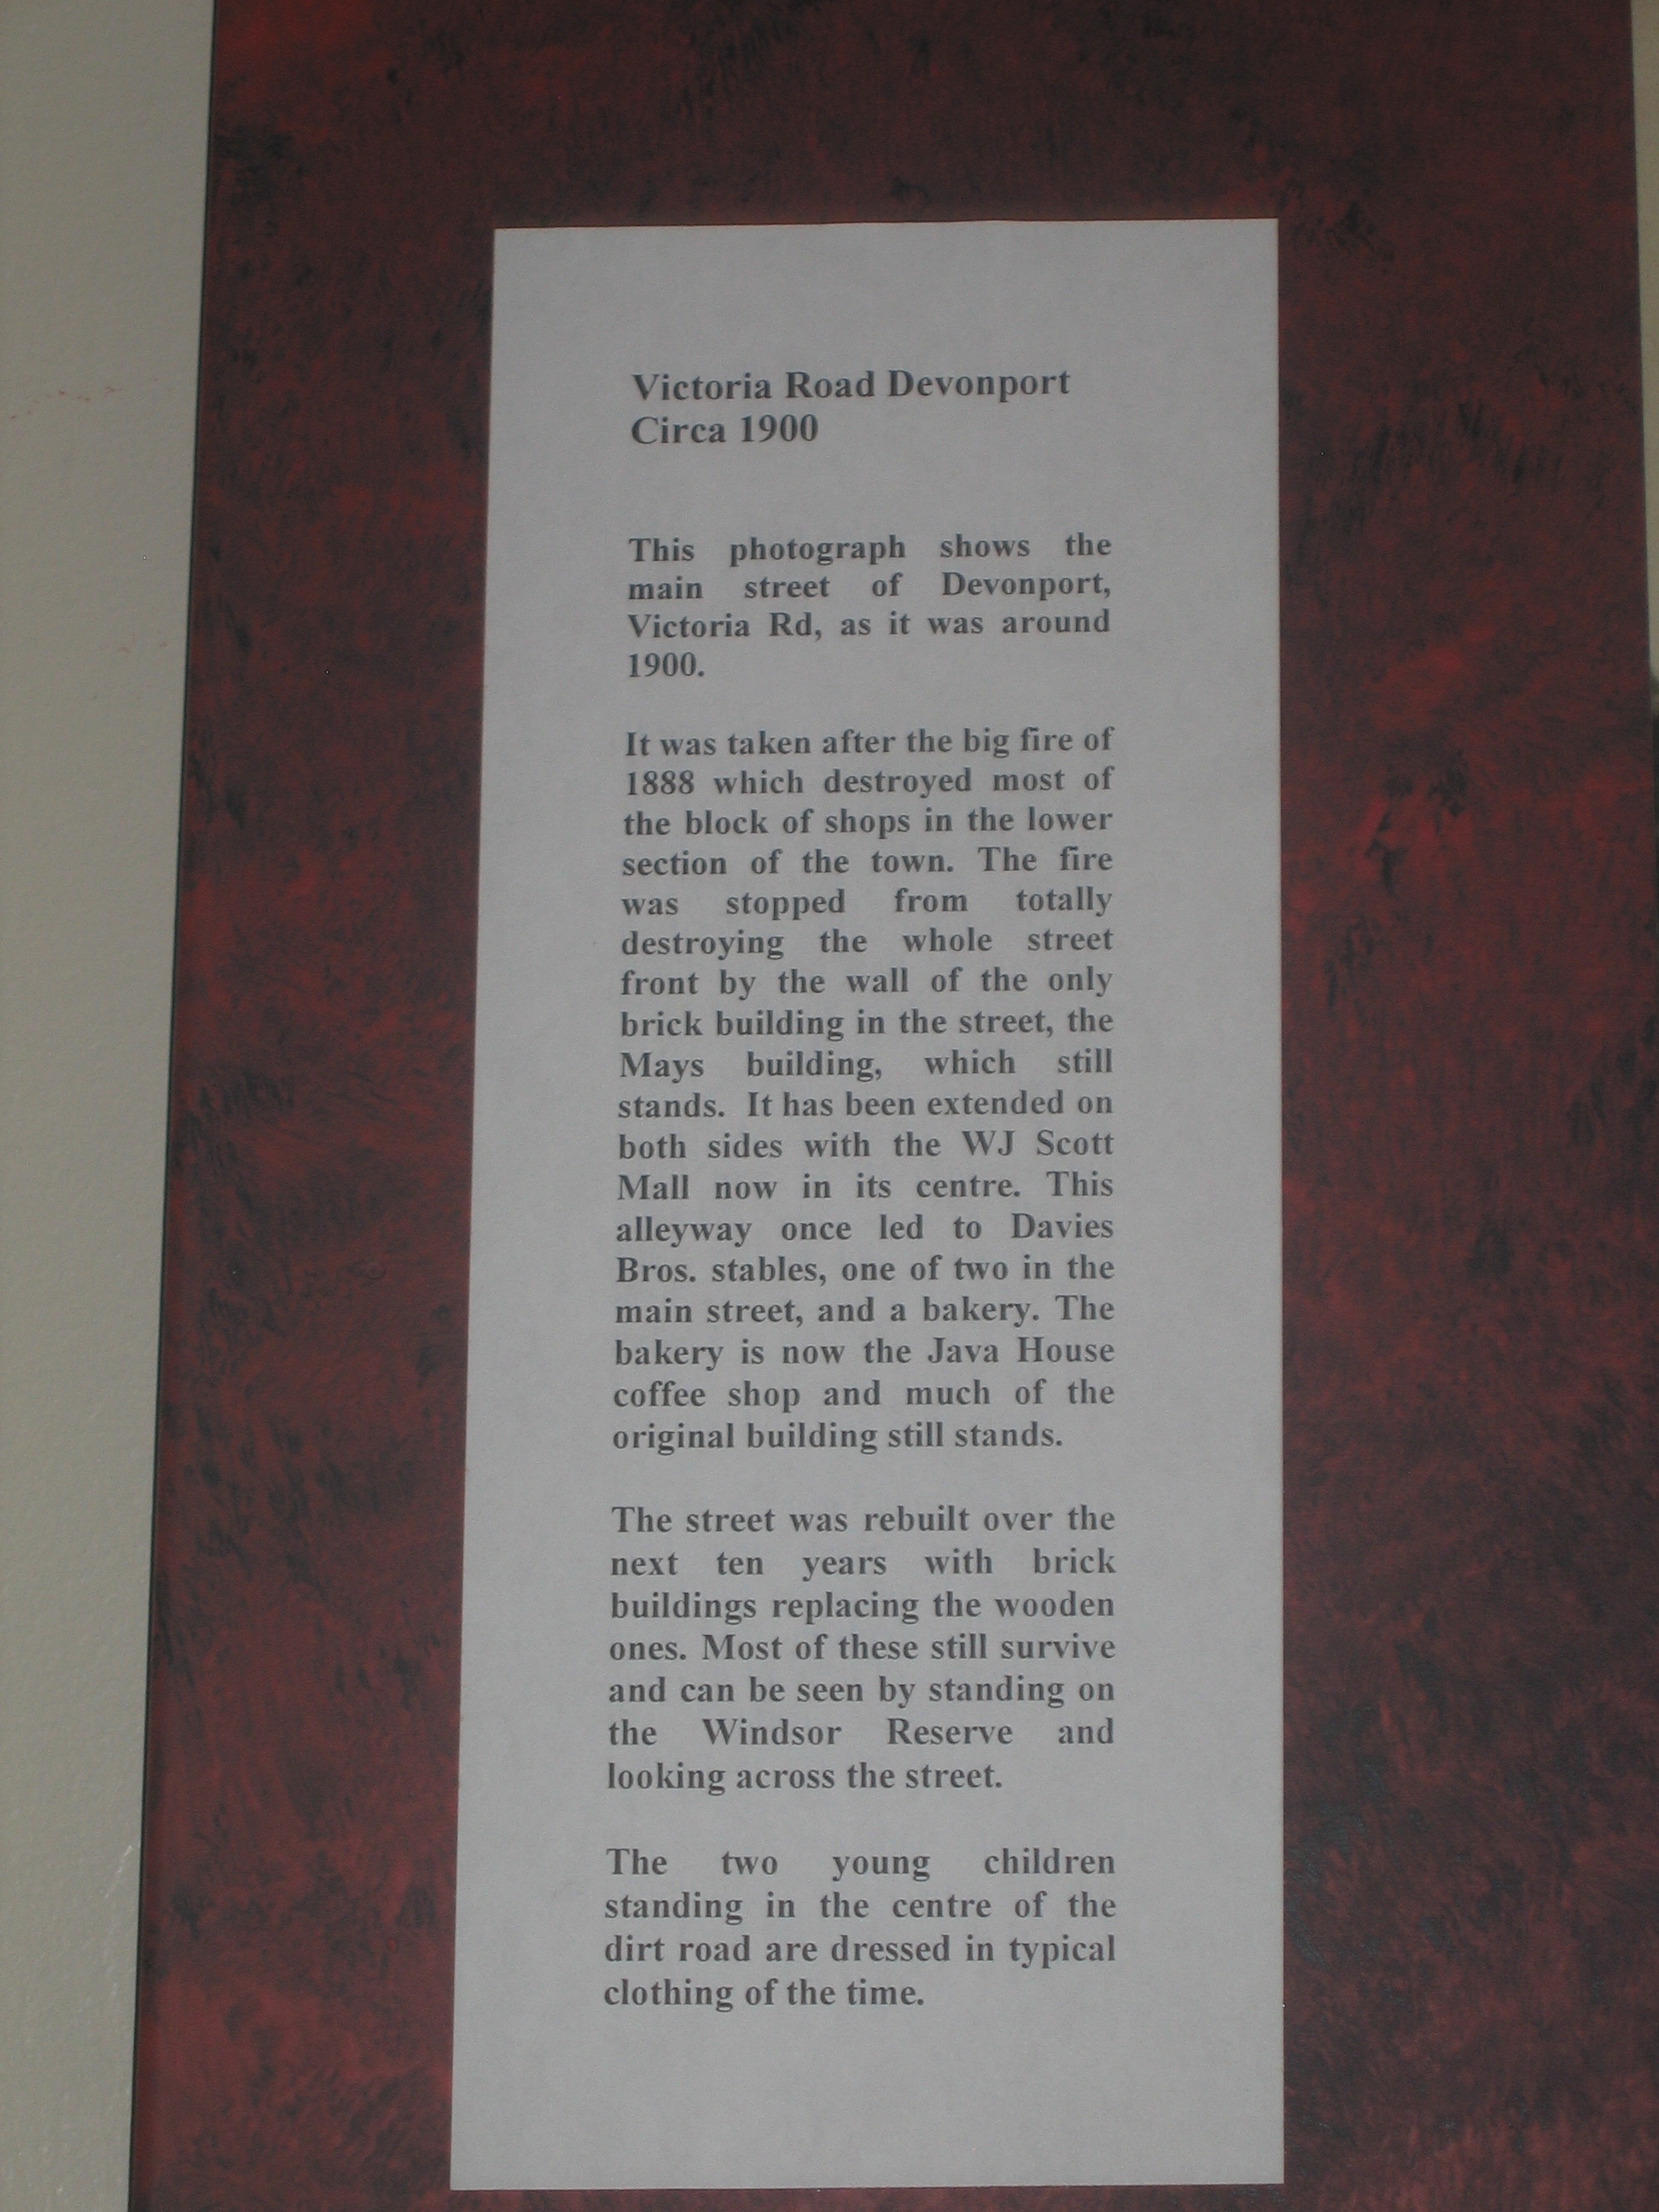 Victoria Road Devonport
Circa 1900
This photograph shows the
main street of Devonport,
Victoria Rd, as it was around
1900.
It was taken after the big fire of
1888 which destroyed most of
the block of shops in the lower
section of the town. The fire
was stopped from totally
destroying the whole street
front by the wall of the only
brick building in the street, the
Mays building, which still
stands. It has been extended on
both sides with the WJ Scott
Mall now in its centre. This
alleyway once led to Davies
Bros. stables, one of two in the
main street, and a bakery. The
bakery is now the Java House
coffee shop and much of the
original building still stands.
The street was rebuilt over the
next ten years with brick
buildings replacing the wooden
ones. Most of these still survive
and can be seen by standing on
the Windsor Reserve and
looking across the street.
The two young children
standing in the centre of the
dirt road are dressed in typical
clothing of the time.